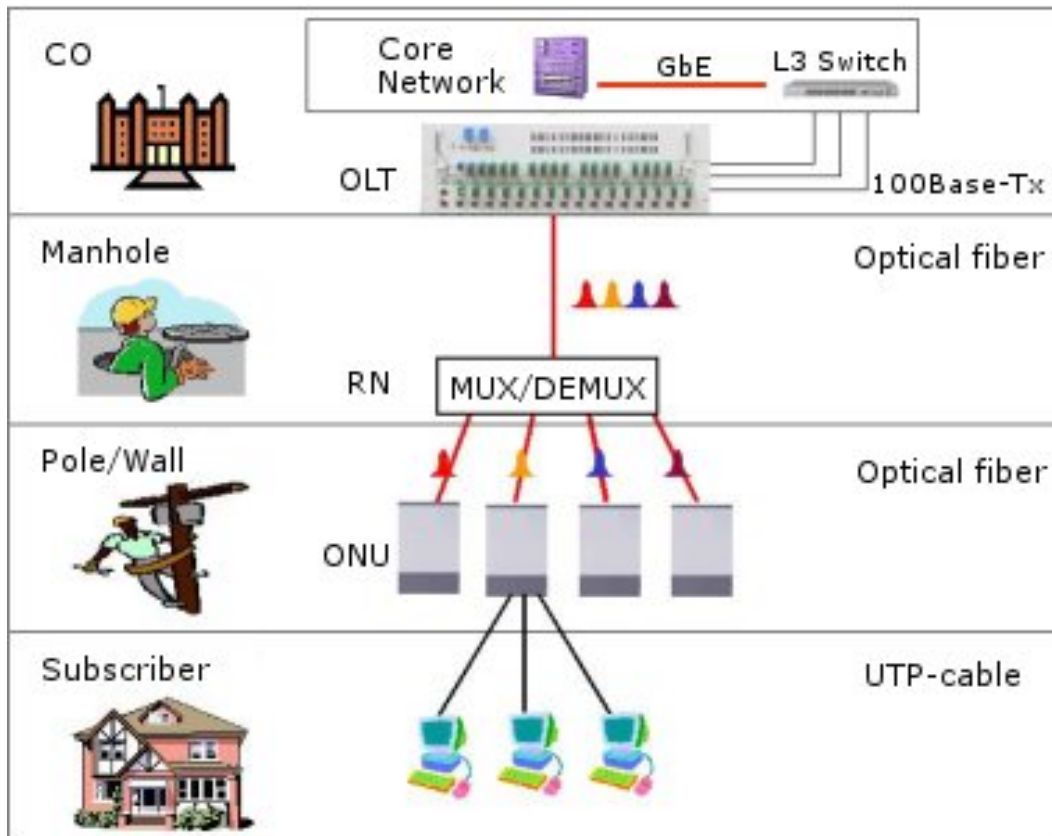 CO
Core
Network
GbE
L3 Switch
OLT
100Base-Tx
Manhole
Optical fiber
RN
MUX/DEMUX
Pole/Wall
Optical fiber
ONU
Subscriber
UTP-cable